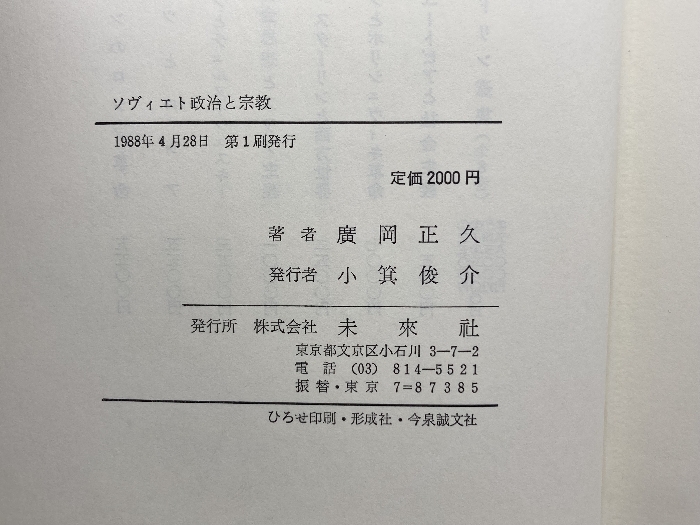 ソヴィエト政治と宗教
1988年4月28日 第1刷発行
定価2000円
著者 廣岡正久
発行者 小箕俊介
発行所 株式会社 未來社
東京都文京区小石川 3—7—2
電話 (03) 814—5521
振替・東京 7=87385
ひろせ印刷・形成社・今泉誠文社